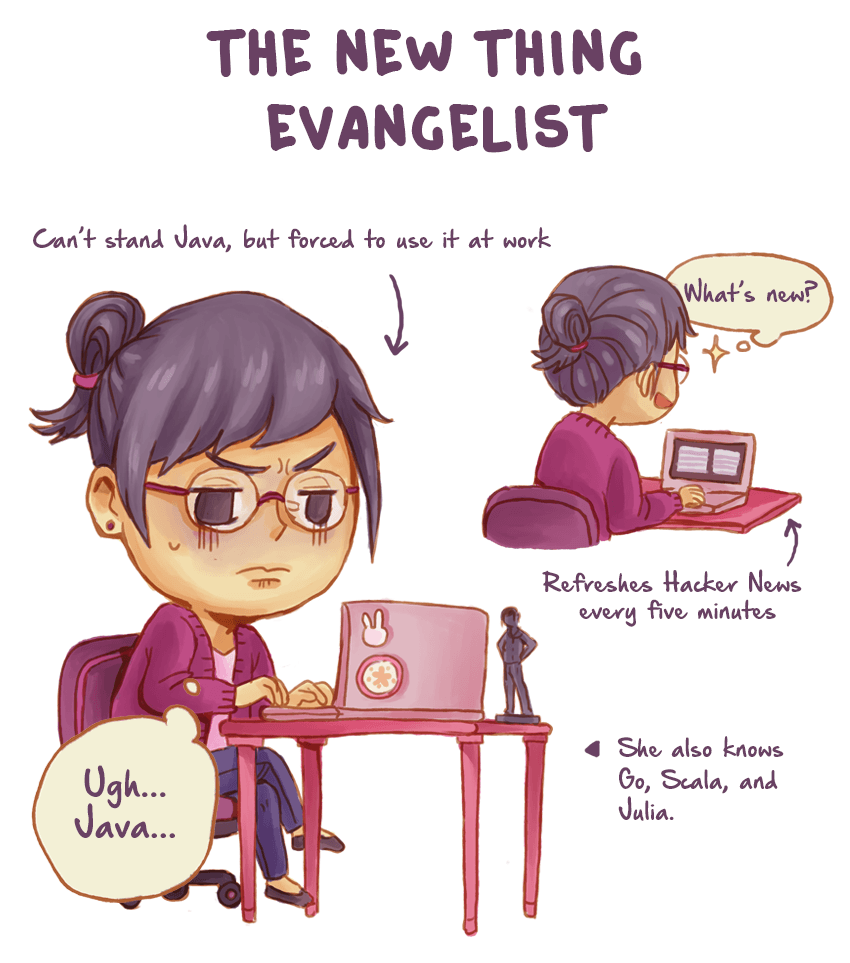 THE NEW THING
EVANGELIST
Can't stand Java, but forced to use it at work
What's new?
Refreshes Hacker News
every five minutes
She also knows
Go, Scala, and
Julia.
Ugh...
Java...